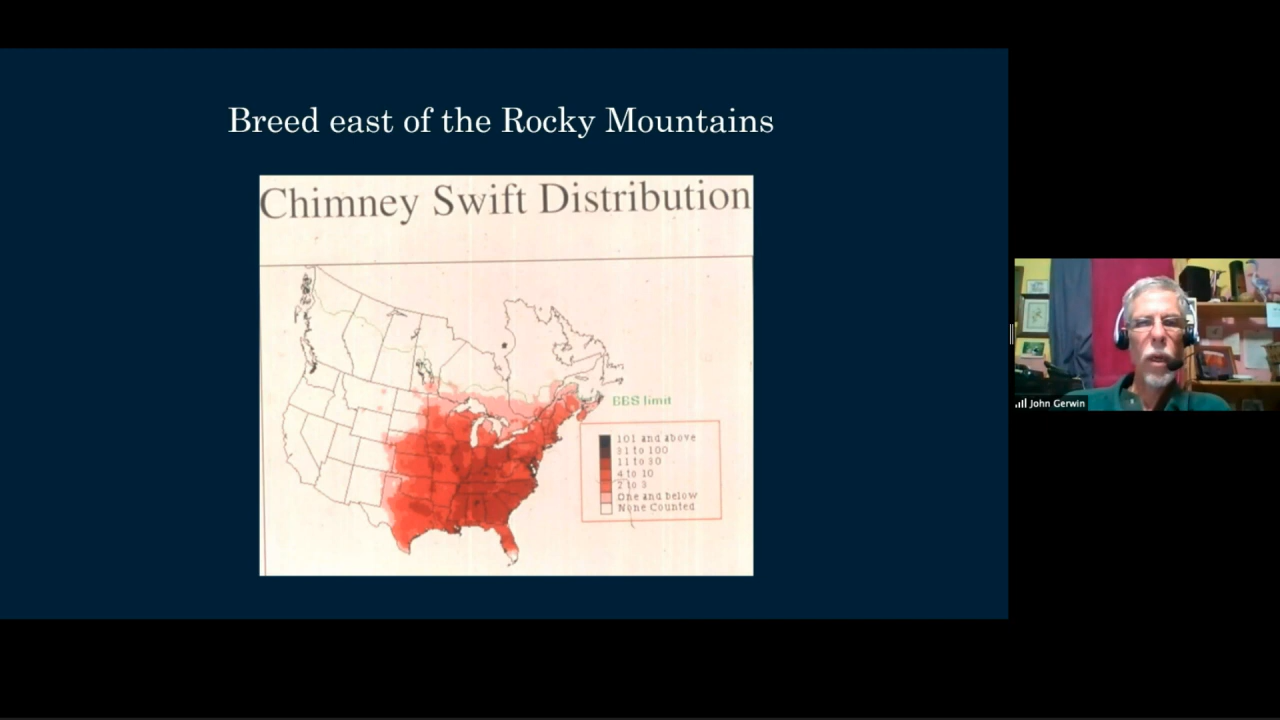 Breed east of the Rocky Mountains
Chimney Swift Distribution
BBS limit
101 and above
31 to 100
11 to 30
4 to 10
2 to 3
One and below
None Counted
John Gerwin